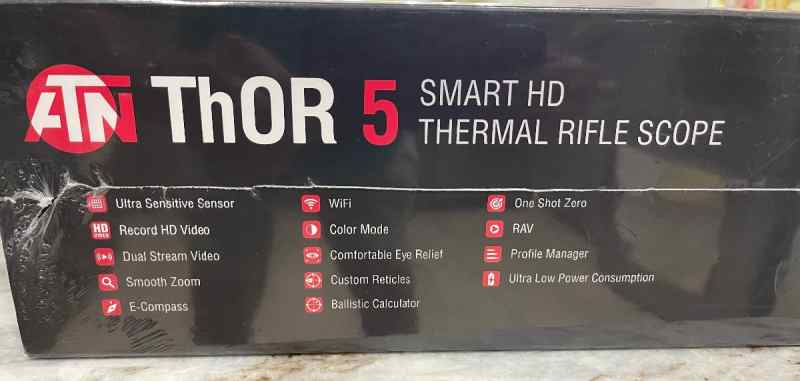 ATN ThOR 5 SMART HD
THERMAL RIFLE SCOPE
Ultra Sensitive Sensor
HD VIDEO Record HD Video
Dual Stream Video
Smooth Zoom
E-Compass
WiFi
Color Mode
Comfortable Eye Relief
Custom Reticles
Ballistic Calculator
One Shot Zero
RAV
Profile Manager
Ultra Low Power Consumption